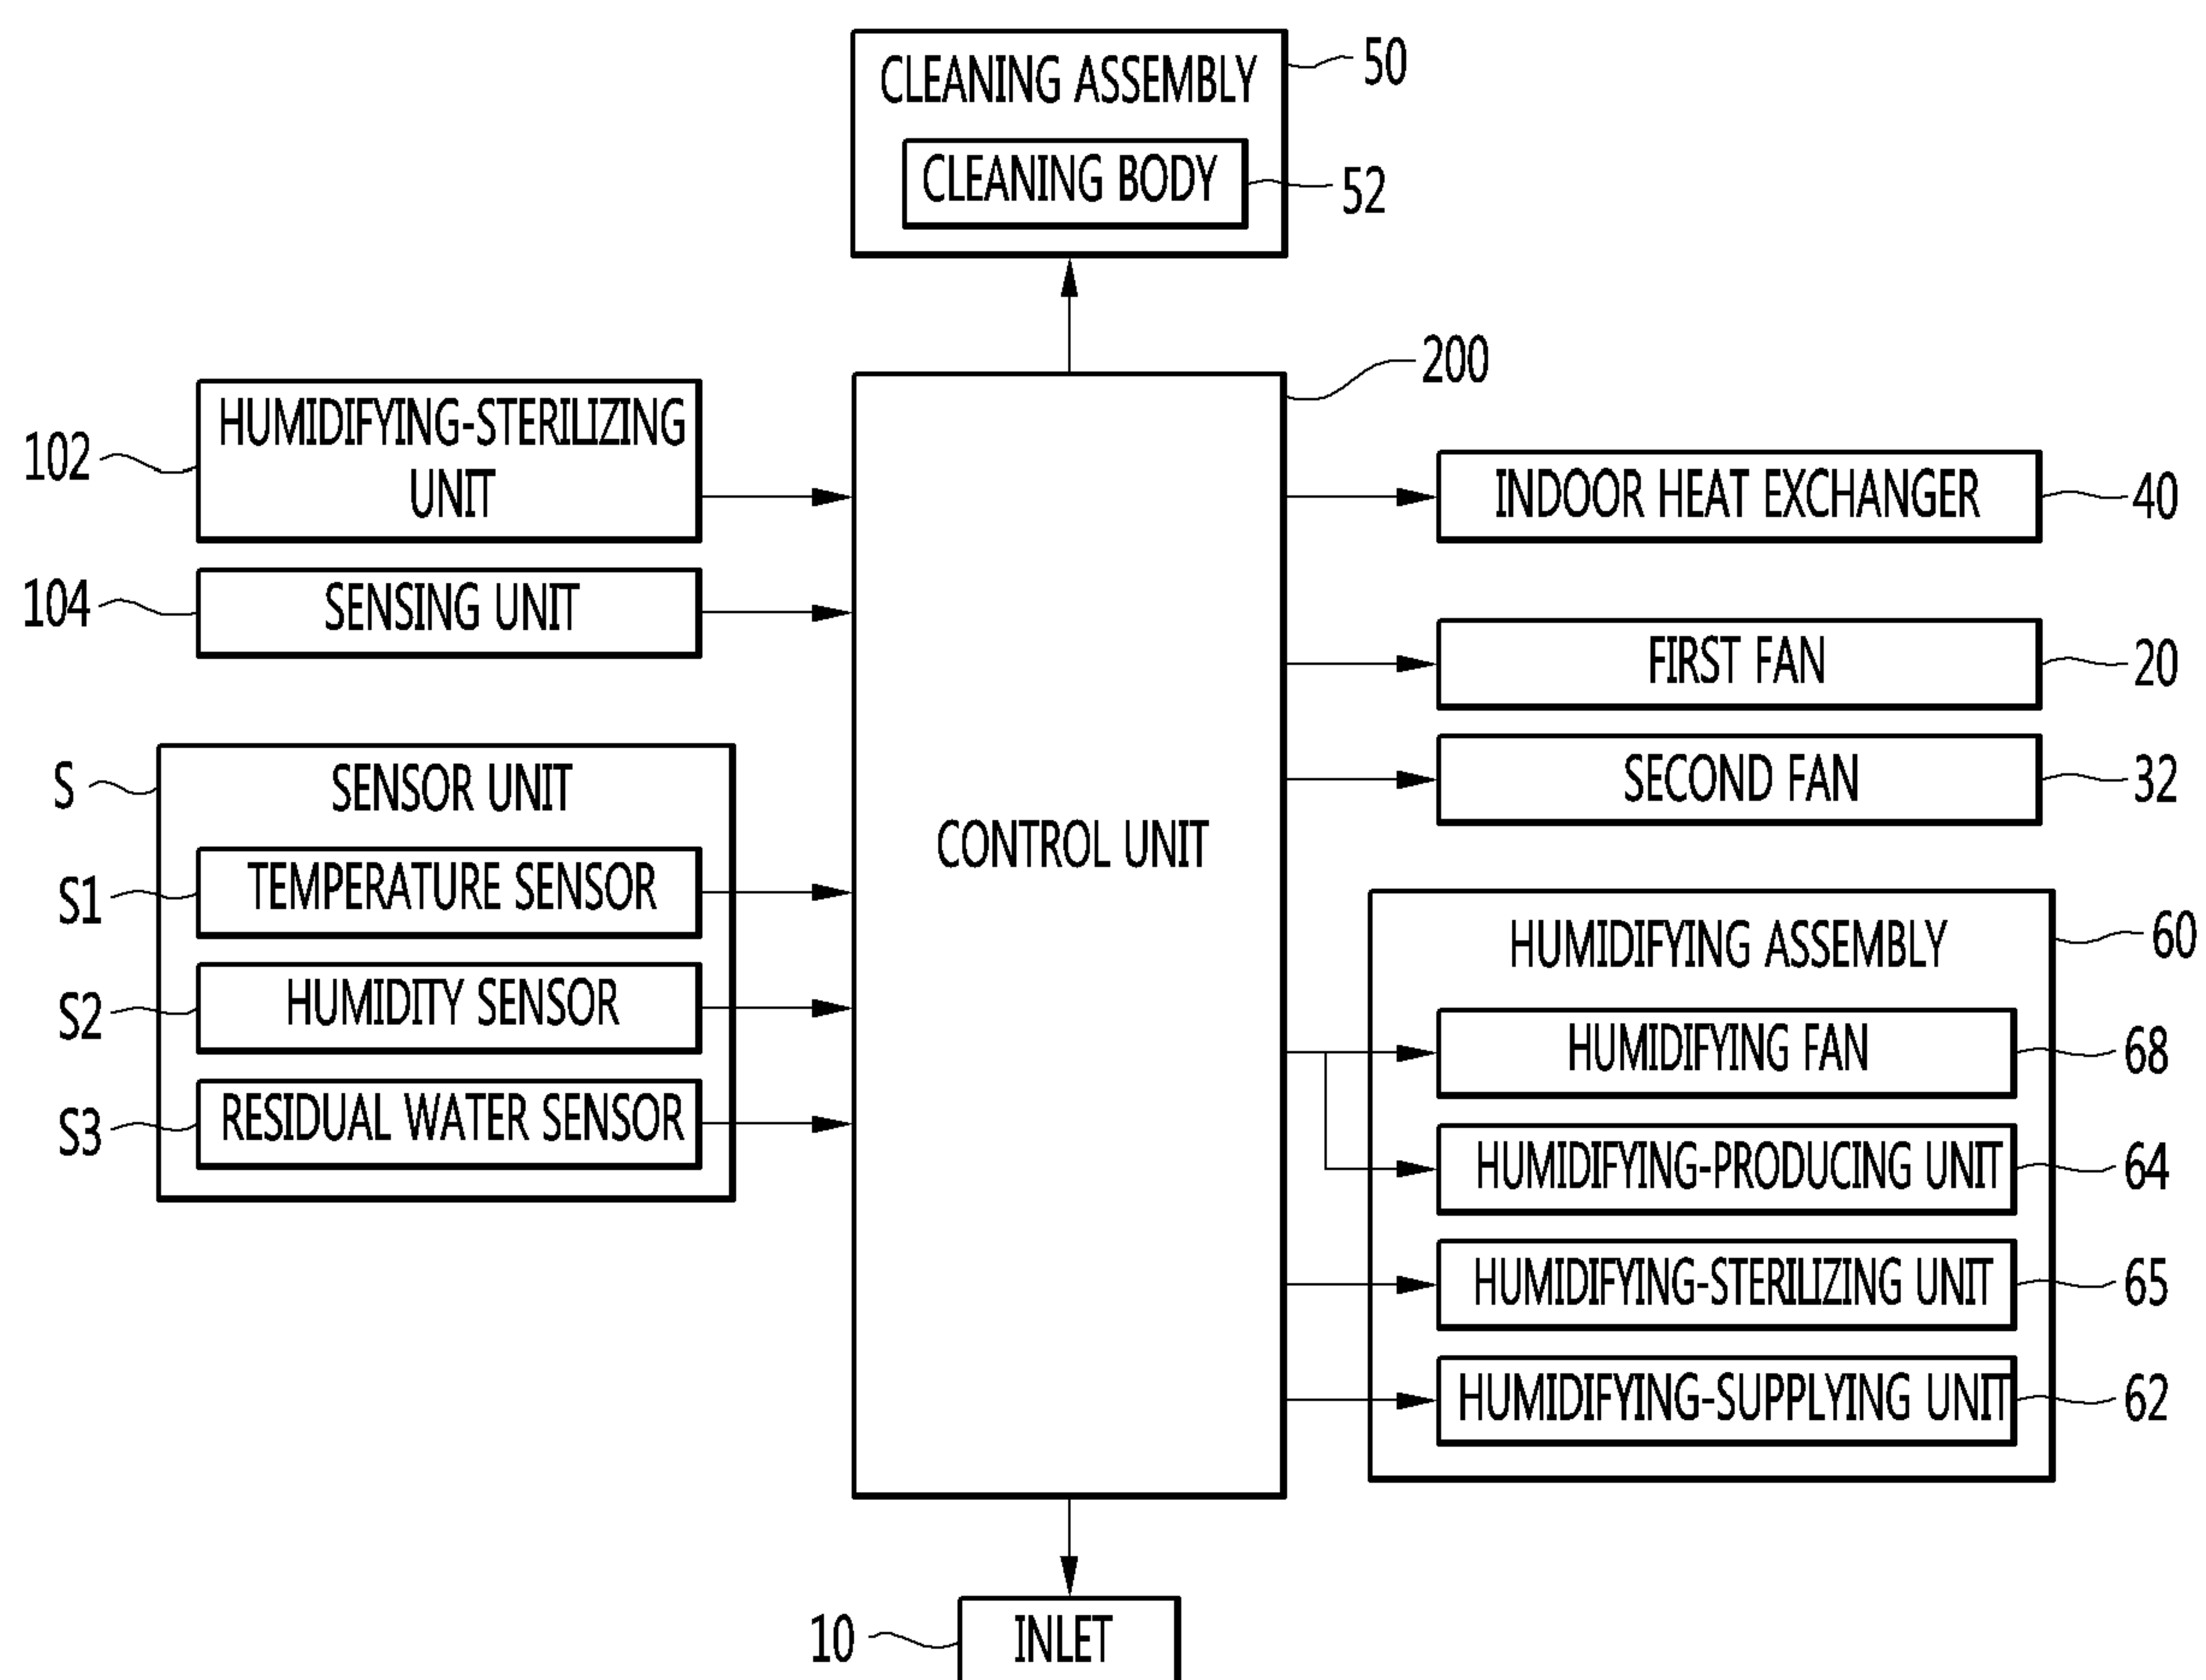 CLEANING ASSEMBLY
50
CLEANING BODY
52
200
HUMIDIFYING-STERILIZING
UNIT
102
SENSING UNIT
104
S
SENSOR UNIT
S1
TEMPERATURE SENSOR
S2
HUMIDITY SENSOR
S3
RESIDUAL WATER SENSOR
CONTROL UNIT
INDOOR HEAT EXCHANGER
40
FIRST FAN
20
SECOND FAN
32
HUMIDIFYING ASSEMBLY
60
HUMIDIFYING FAN
68
HUMIDIFYING-PRODUCING UNIT
64
HUMIDIFYING-STERILIZING UNIT
65
HUMIDIFYING-SUPPLYING UNIT
62
10
INLET